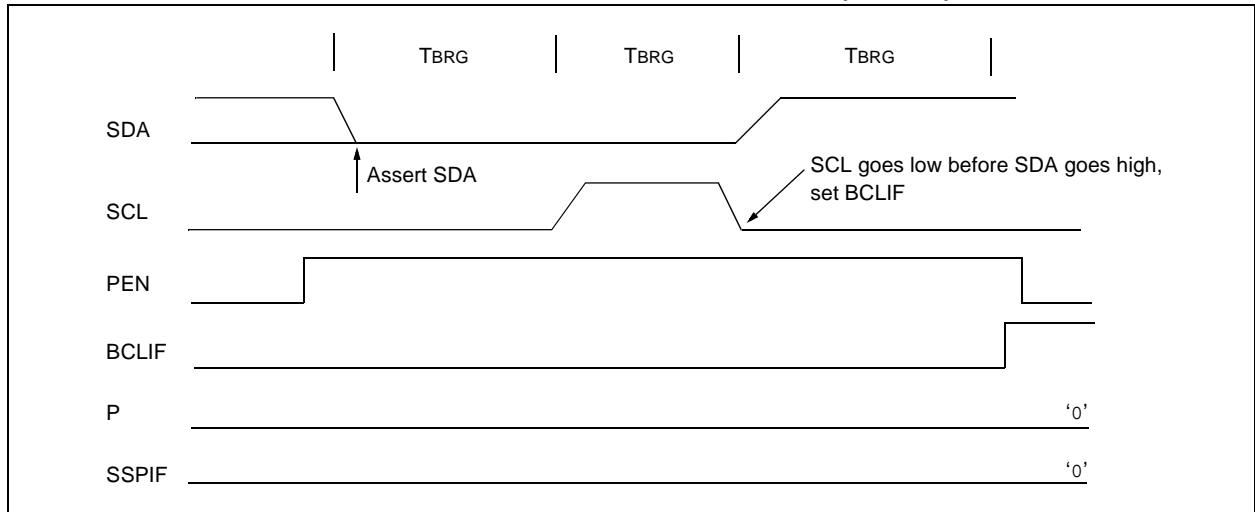 TBRG TBRG TBRG
SDA
Assert SDA
SCL goes low before SDA goes high,
set BCLIF
SCL
PEN
BCLIF
P '0'
SSPIF '0'